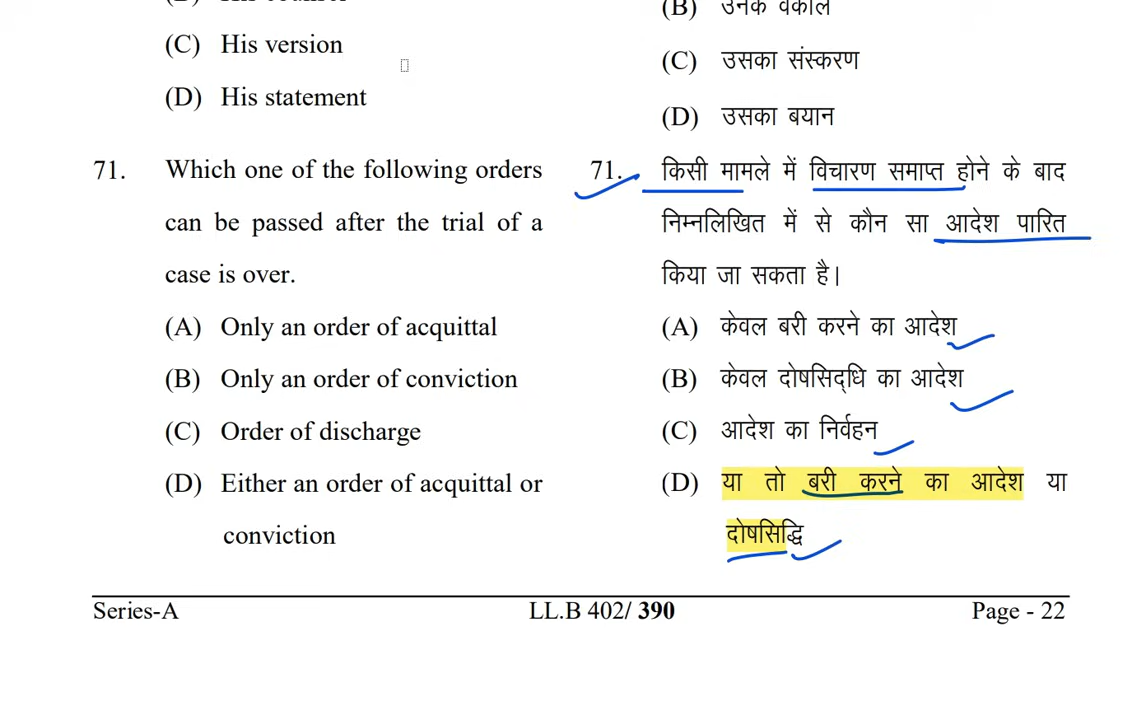 (C) His version
(D) His statement
71. Which one of the following orders
can be passed after the trial of a
case is over.
(A) Only an order of acquittal
(B) Only an order of conviction
(C) Order of discharge
(D) Either an order of acquittal or
conviction
(C) उसका संस्करण
(D) उसका बयान
71. किसी मामले में विचारण समाप्त होने के बाद
निम्नलिखित में से कौन सा आदेश पारित
किया जा सकता है।
(A) केवल बरी करने का आदेश
(B) केवल दोषसिद्धि का आदेश
(C) आदेश का निर्वहन
(D) या तो बरी करने का आदेश या
दोषसिद्धि
Series-A LL.B 402/ 390 Page - 22